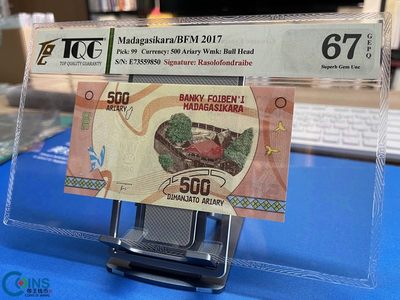 TQG
TOP QUALITY GUARANTY
Madagasikara/BFM 2017
Pick: 99 Currency: 500 Ariary Wmk: Bull Head
S/N: E73559850 Signature: Rasolofondraibe
67
GEPQ
Superb Gem Unc
500
ARIARY
BANKY FOIBEN'I
MADAGASIKARA
500
DIMANJATO ARIARY
COINS